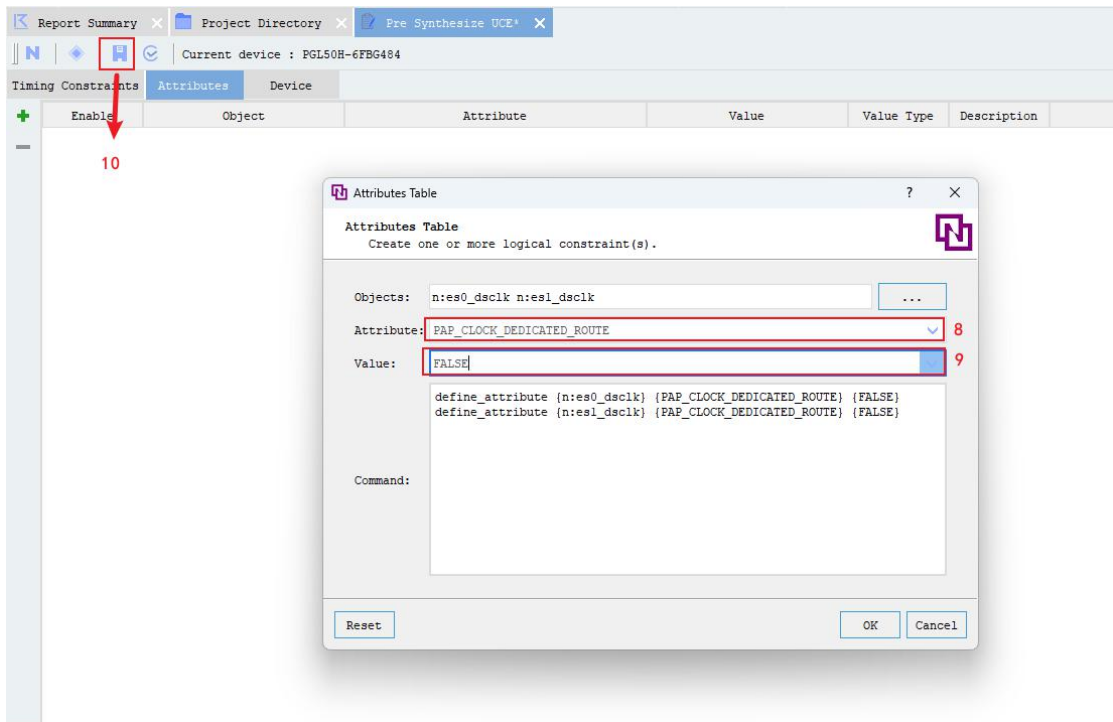 Report Summary Project Directory Pre Synthesize UCE*
Current device : PGL50H-6FBG484
Timing Constraints Attributes Device
Enable Object Attribute Value Value Type Description
10
Attributes Table
Attributes Table
Create one or more logical constraint(s).
Objects: n:es0_dsclk n:es1_dsclk ...
Attribute: PAP_CLOCK_DEDICATED_ROUTE 8
Value: FALSE 9
define_attribute {n:es0_dsclk} {PAP_CLOCK_DEDICATED_ROUTE} {FALSE}
define_attribute {n:es1_dsclk} {PAP_CLOCK_DEDICATED_ROUTE} {FALSE}
Command:
Reset OK Cancel